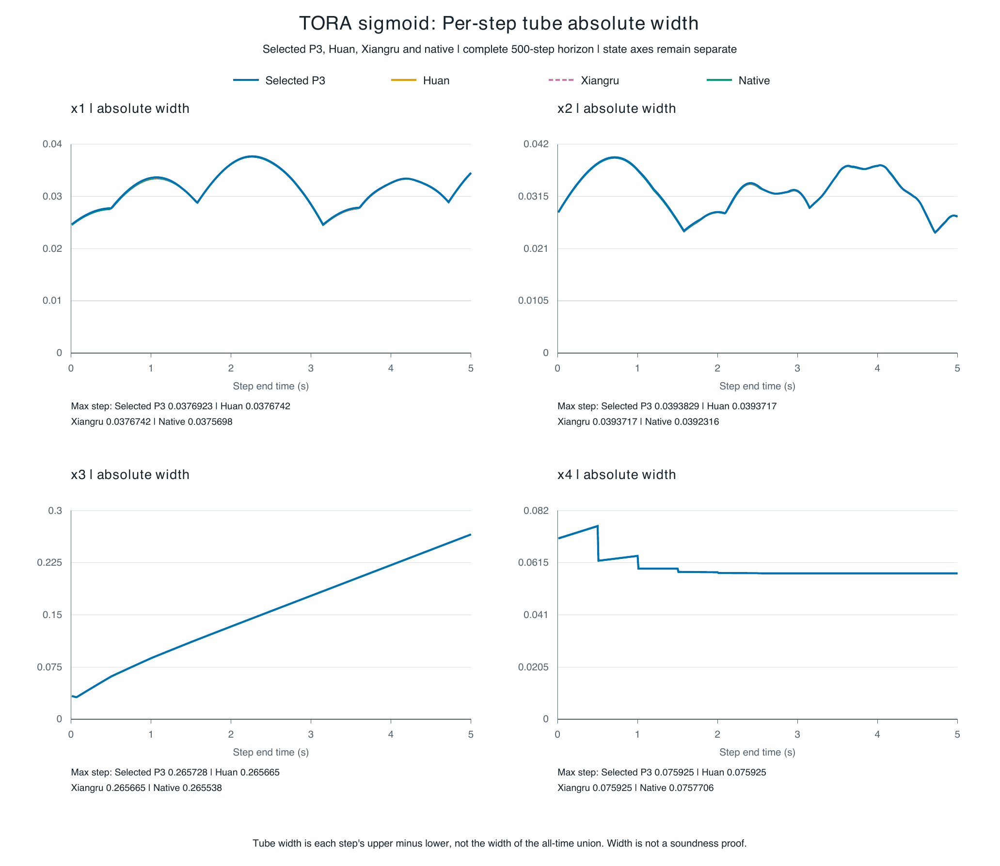 TORA sigmoid: Per-step tube absolute width
Selected P3, Huan, Xiangru and native | complete 500-step horizon | state axes remain separate
Selected P3 Huan Xiangru Native
x1 | absolute width
0.04
0.03
0.02
0.01
0
0 1 2 3 4 5
Step end time (s)
Max step: Selected P3 0.0376923 | Huan 0.0376742
Xiangru 0.0376742 | Native 0.0375698
x2 | absolute width
0.042
0.0315
0.021
0.0105
0
0 1 2 3 4 5
Step end time (s)
Max step: Selected P3 0.0393829 | Huan 0.0393717
Xiangru 0.0393717 | Native 0.0392316
x3 | absolute width
0.3
0.225
0.15
0.075
0
0 1 2 3 4 5
Step end time (s)
Max step: Selected P3 0.265728 | Huan 0.265665
Xiangru 0.265665 | Native 0.265538
x4 | absolute width
0.082
0.0615
0.041
0.0205
0
0 1 2 3 4 5
Step end time (s)
Max step: Selected P3 0.075925 | Huan 0.075925
Xiangru 0.075925 | Native 0.0757706
Tube width is each step's upper minus lower, not the width of the all-time union. Width is not a soundness proof.